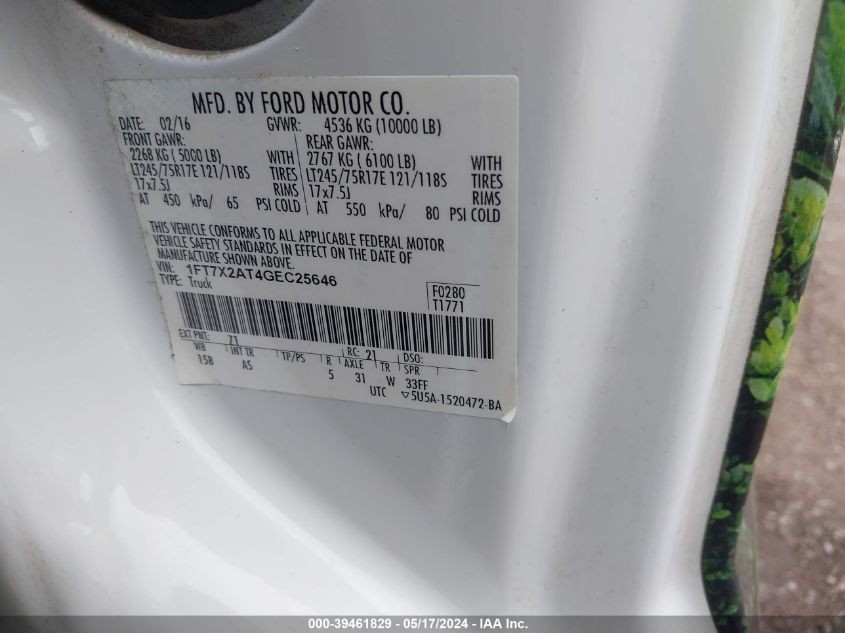 MFD. BY FORD MOTOR CO.
DATE: 02/16 GVWR: 4536 KG (10000 LB)
FRONT GAWR: REAR GAWR:
2268 KG ( 5000 LB) WITH 2767 KG ( 6100 LB) WITH
LT245/75R17E 121/118S TIRES LT245/75R17E 121/118S TIRES
17x7.5J RIMS 17x7.5J RIMS
AT 450 kPa/ 65 PSI COLD AT 550 kPa/ 80 PSI COLD
THIS VEHICLE CONFORMS TO ALL APPLICABLE FEDERAL MOTOR
VEHICLE SAFETY STANDARDS IN EFFECT ON THE DATE OF
MANUFACTURE SHOWN ABOVE.
VIN: 1FT7X2AT4GEC25646
TYPE: Truck
F0280
T1771
EXT PNT: Z1 RC: 21 DSO:
WB INT TR TP/PS R AXLE TR SPR
158 AS 5 31 W 33FF
UTC ▽5U5A-1520472-BA
000-39461829 - 05/17/2024 - IAA Inc.